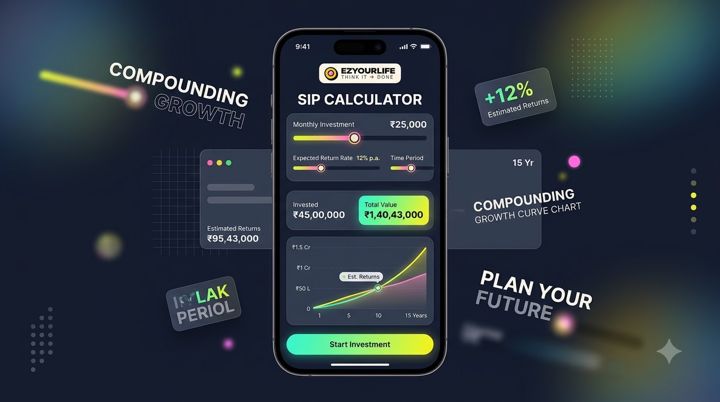 COMPOUNDING
GROWTH
9:41
EZYOURLIFE
THINK IT → DONE
SIP CALCULATOR
Monthly Investment ₹25,000
Expected Return Rate 12% p.a. Time Period
+12%
Estimated Returns
15 Yr
Estimated Returns
₹95,43,000
Invested
₹45,00,000
Total Value
₹1,40,43,000
COMPOUNDING
GROWTH CURVE CHART
₹1.5 Cr
₹1 Cr
Est. Returns
₹50 L
0
1 5 10 15 Years
LAK
PERIOL
PLAN YOUR
FUTURE
Start Investment